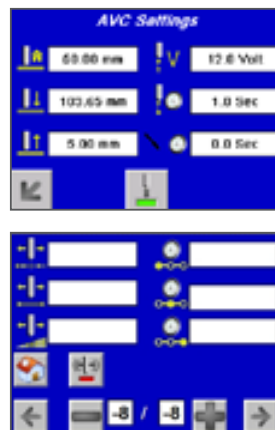 AVC Settings
60.00 mm V 12.0 Volt
103.65 mm 1.0 Sec
5.00 mm 0.0 Sec
-8 / -8